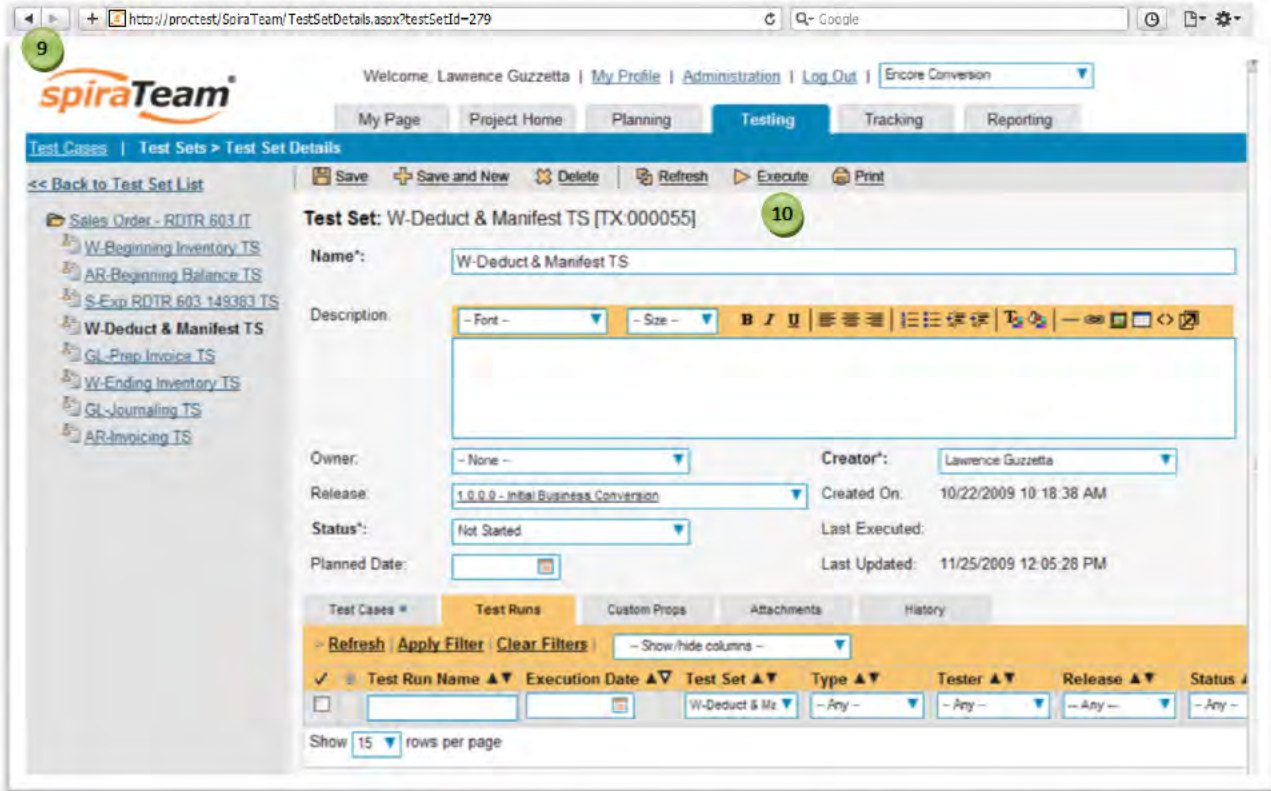 http://proctest/SpiraTeam/TestSetDetails.aspx?testSetId=279
Google
9
spiraTeam®
Welcome, Lawrence Guzzetta | My Profile | Administration | Log Out | Encore Conversion
My Page Project Home Planning Testing Tracking Reporting
Test Cases | Test Sets > Test Set Details
<< Back to Test Set List
Sales Order - RDTR 603 IT
W-Beginning Inventory TS
AR-Beginning Balance TS
S-Exp RDTR 603 149383 TS
W-Deduct & Manifest TS
GL-Prep Invoice TS
W-Ending Inventory TS
GL-Journaling TS
AR-Invoicing TS
Save Save and New Delete Refresh Execute Print
10
Test Set: W-Deduct & Manifest TS [TX:000055]
Name*: W-Deduct & Manifest TS
Description: -- Font -- -- Size -- B I U
Owner: -- None -- Creator*: Lawrence Guzzetta
Release: 1.0.0.0 - Initial Business Conversion Created On: 10/22/2009 10:18:38 AM
Status*: Not Started Last Executed:
Planned Date: Last Updated: 11/25/2009 12:05:28 PM
Test Cases * Test Runs Custom Props Attachments History
> Refresh | Apply Filter | Clear Filters | -- Show/hide columns --
Test Run Name Execution Date Test Set Type Tester Release Status
W-Deduct & Ma -- Any -- -- Any -- -- Any -- -- Any --
Show 15 rows per page